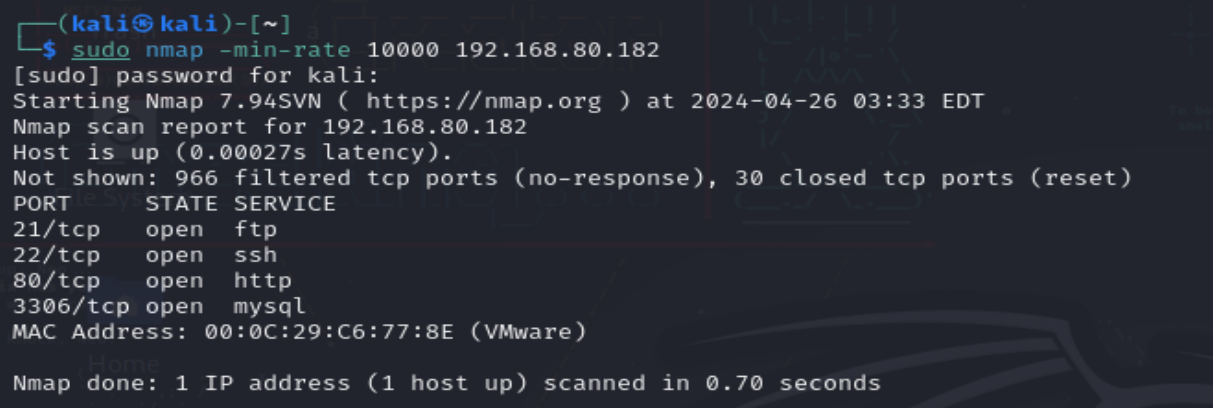 ┌──(kali㉿kali)-[~]
└─$ sudo nmap -min-rate 10000 192.168.80.182
[sudo] password for kali:
Starting Nmap 7.94SVN ( https://nmap.org ) at 2024-04-26 03:33 EDT
Nmap scan report for 192.168.80.182
Host is up (0.00027s latency).
Not shown: 966 filtered tcp ports (no-response), 30 closed tcp ports (reset)
PORT     STATE SERVICE
21/tcp   open  ftp
22/tcp   open  ssh
80/tcp   open  http
3306/tcp open  mysql
MAC Address: 00:0C:29:C6:77:8E (VMware)
Home
Nmap done: 1 IP address (1 host up) scanned in 0.70 seconds